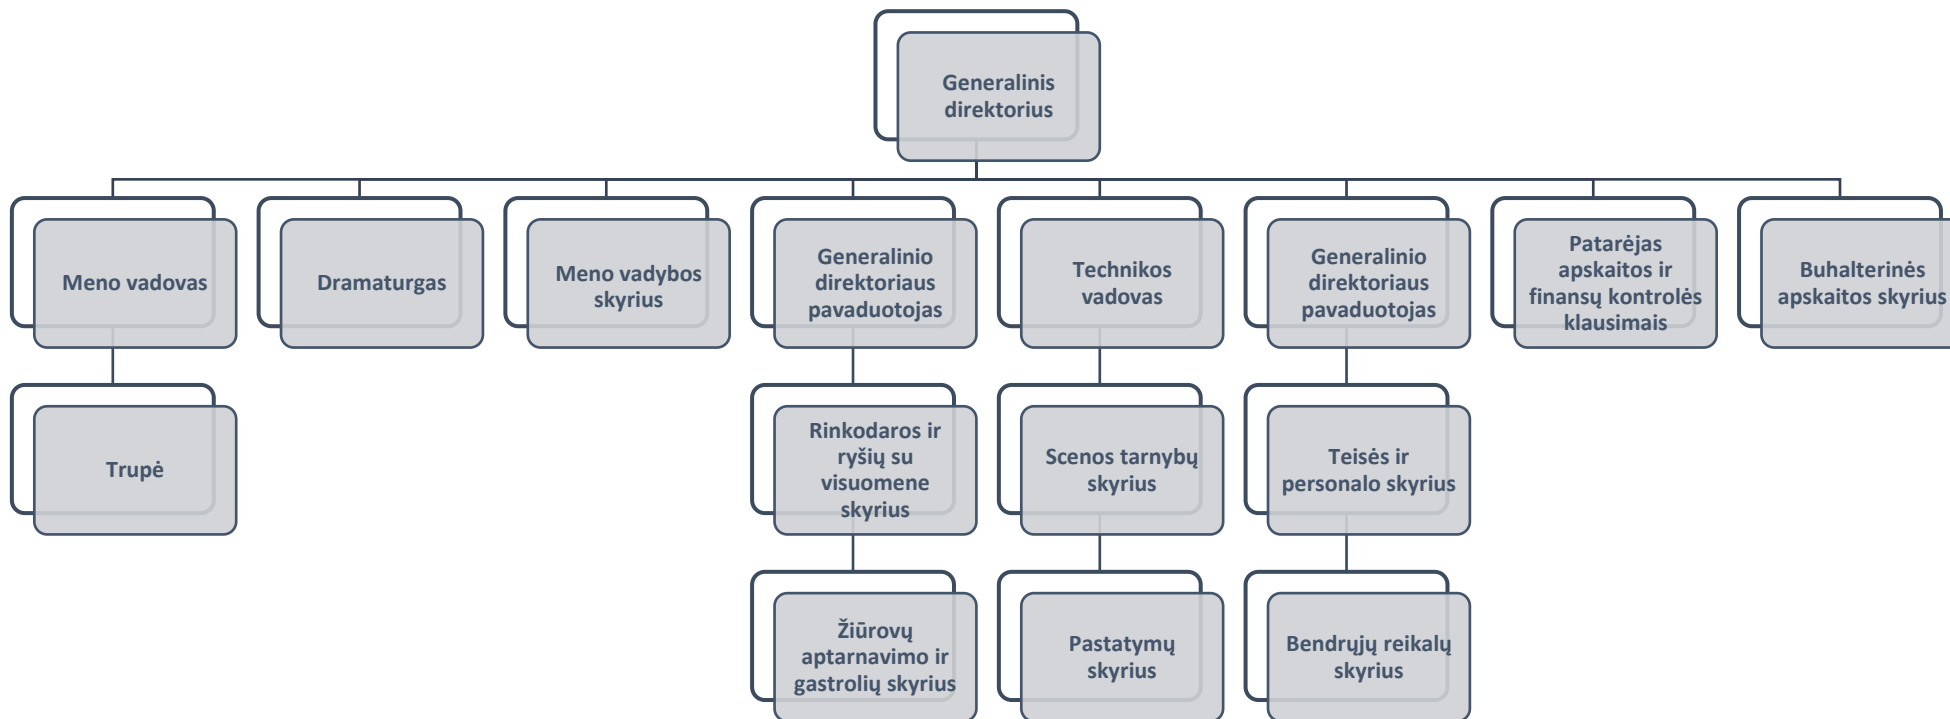 Generalinis
direktorius
Meno vadovas
Dramaturgas
Meno vadybos
skyrius
Generalinio
direktoriaus
pavaduotojas
Technikos
vadovas
Generalinio
direktoriaus
pavaduotojas
Patarėjas
apskaitos ir
finansų kontrolės
klausimais
Buhalterinės
apskaitos skyrius
Trupė
Rinkodaros ir
ryšių su
visuomene
skyrius
Scenos tarnybų
skyrius
Teisės ir
personalo skyrius
Žiūrovų
aptarnavimo ir
gastrolių skyrius
Pastatymų
skyrius
Bendrųjų reikalų
skyrius